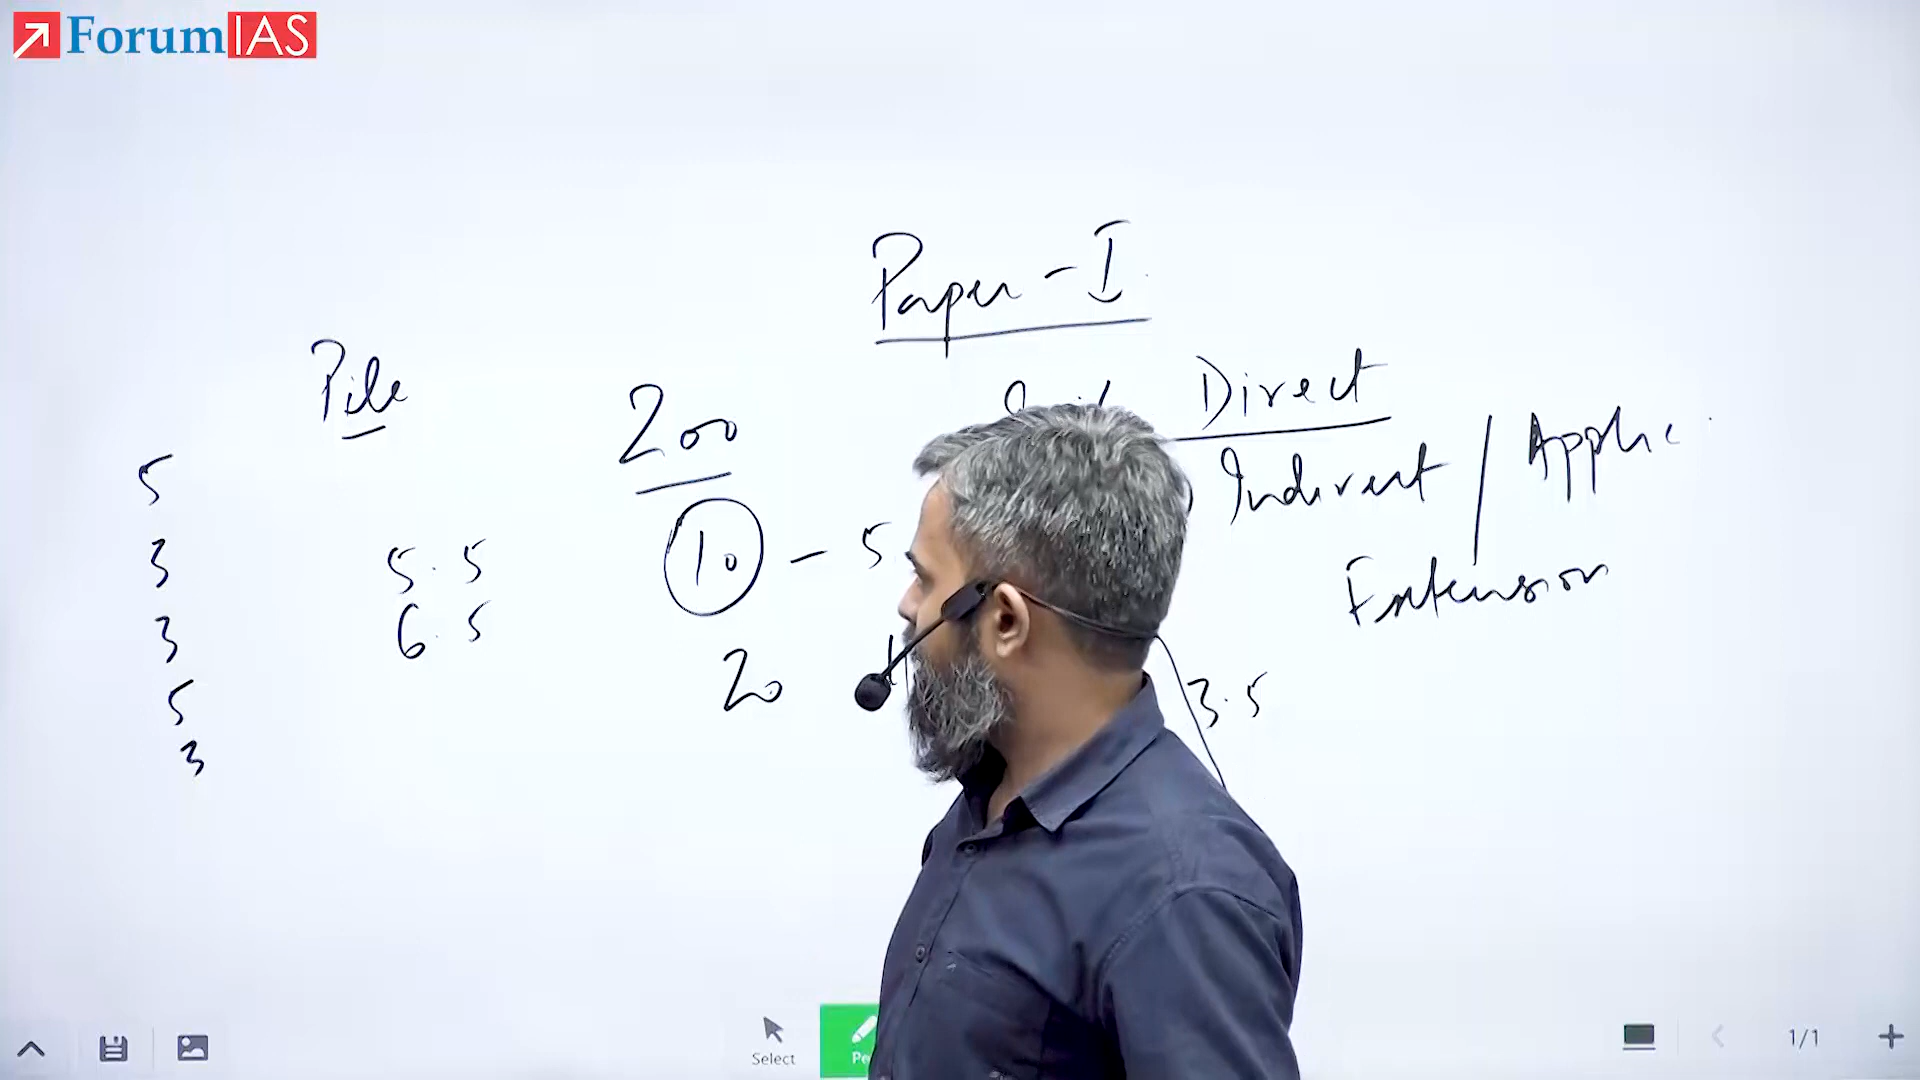 ForumIAS
Paper - I
Pile
200
Direct
Indirect / Applic
Extension
5
3
3
5
3
5.5
6.5
10 - 5
20
3.5
Select
1/1